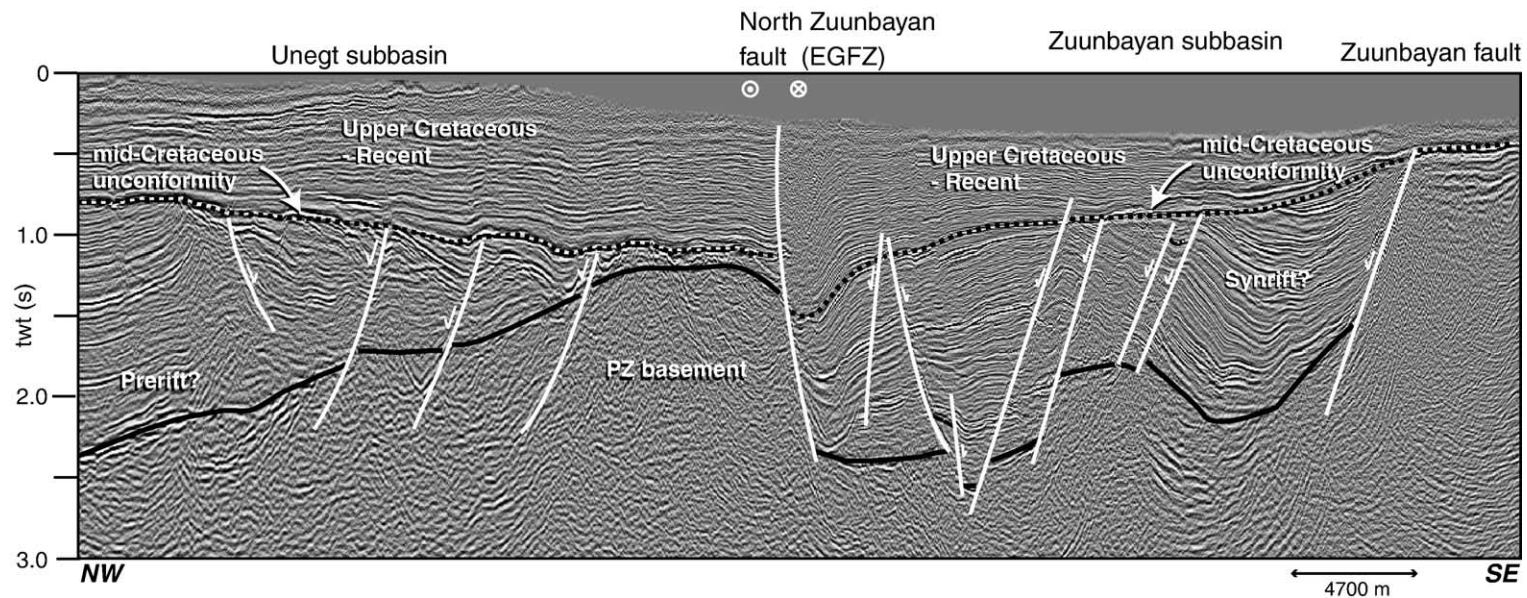 North Zuunbayan
fault (EGFZ)
Unegt subbasin
Zuunbayan subbasin
Zuunbayan fault
0
1.0
2.0
3.0
twt (s)
Upper Cretaceous
- Recent
mid-Cretaceous
unconformity
Upper Cretaceous
- Recent
mid-Cretaceous
unconformity
Synrift?
Prerift?
PZ basement
NW
SE
4700 m